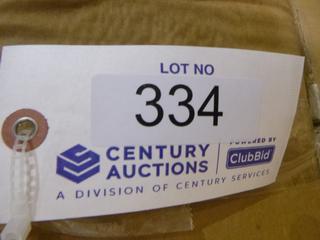 LOT NO
334
CENTURY
AUCTIONS
POWERED BY
ClubBid
A DIVISION OF CENTURY SERVICES